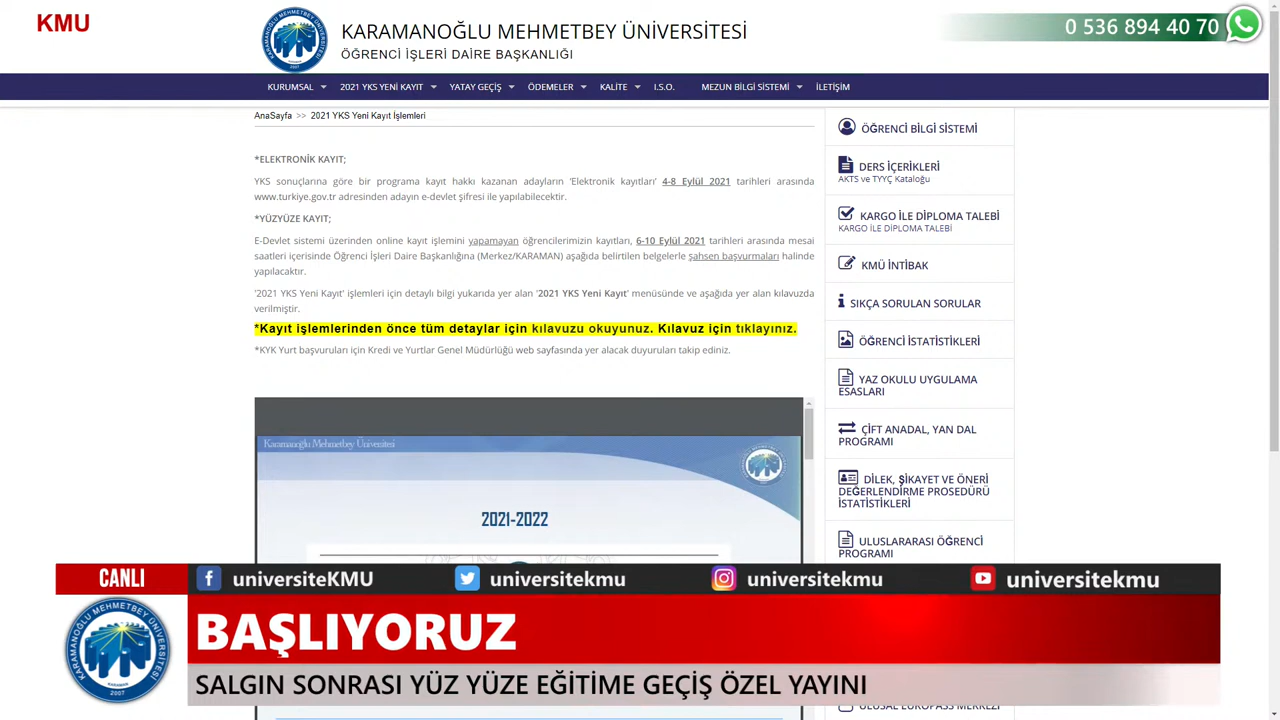 KMU
KARAMANOĞLU MEHMETBEY ÜNİVERSİTESİ
ÖĞRENCİ İŞLERİ DAİRE BAŞKANLIĞI
0 536 894 40 70
KURUMSAL 2021 YKS YENİ KAYIT YATAY GEÇİŞ ÖDEMELER KALİTE I.S.O. MEZUN BİLGİ SİSTEMİ İLETİŞİM
AnaSayfa >> 2021 YKS Yeni Kayıt İşlemleri
*ELEKTRONİK KAYIT;
YKS sonuçlarına göre bir programa kayıt hakkı kazanan adayların 'Elektronik kayıtları' 4-8 Eylül 2021 tarihleri arasında
www.turkiye.gov.tr adresinden adayın e-devlet şifresi ile yapılabilecektir.
*YÜZYÜZE KAYIT;
E-Devlet sistemi üzerinden online kayıt işlemini yapamayan öğrencilerimizin kayıtları, 6-10 Eylül 2021 tarihleri arasında mesai
saatleri içerisinde Öğrenci İşleri Daire Başkanlığına (Merkez/KARAMAN) aşağıda belirtilen belgelerle şahsen başvurmaları halinde
yapılacaktır.
'2021 YKS Yeni Kayıt' işlemleri için detaylı bilgi yukarıda yer alan '2021 YKS Yeni Kayıt' menüsünde ve aşağıda yer alan kılavuzda
verilmiştir.
*Kayıt işlemlerinden önce tüm detaylar için kılavuzu okuyunuz. Kılavuz için tıklayınız.
*KYK Yurt başvuruları için Kredi ve Yurtlar Genel Müdürlüğü web sayfasında yer alacak duyuruları takip ediniz.
Karamanoğlu Mehmetbey Üniversitesi
2021-2022
ÖĞRENCİ BİLGİ SİSTEMİ
DERS İÇERİKLERİ
AKTS ve TYYÇ Kataloğu
KARGO İLE DİPLOMA TALEBİ
KARGO İLE DİPLOMA TALEBİ
KMÜ İNTİBAK
SIKÇA SORULAN SORULAR
ÖĞRENCİ İSTATİSTİKLERİ
YAZ OKULU UYGULAMA
ESASLARI
ÇİFT ANADAL, YAN DAL
PROGRAMI
DİLEK, ŞİKAYET VE ÖNERİ
DEĞERLENDİRME PROSEDÜRÜ
İSTATİSTİKLERİ
ULUSLARARASI ÖĞRENCİ
PROGRAMI
CANLI
universiteKMU universitekmu universitekmu universitekmu
KARAMANOĞLU MEHMETBEY ÜNİVERSİTESİ
KARAMAN
2007
BAŞLIYORUZ
SALGIN SONRASI YÜZ YÜZE EĞİTİME GEÇİŞ ÖZEL YAYINI
ULUSAL EUROPASS MERKEZİ